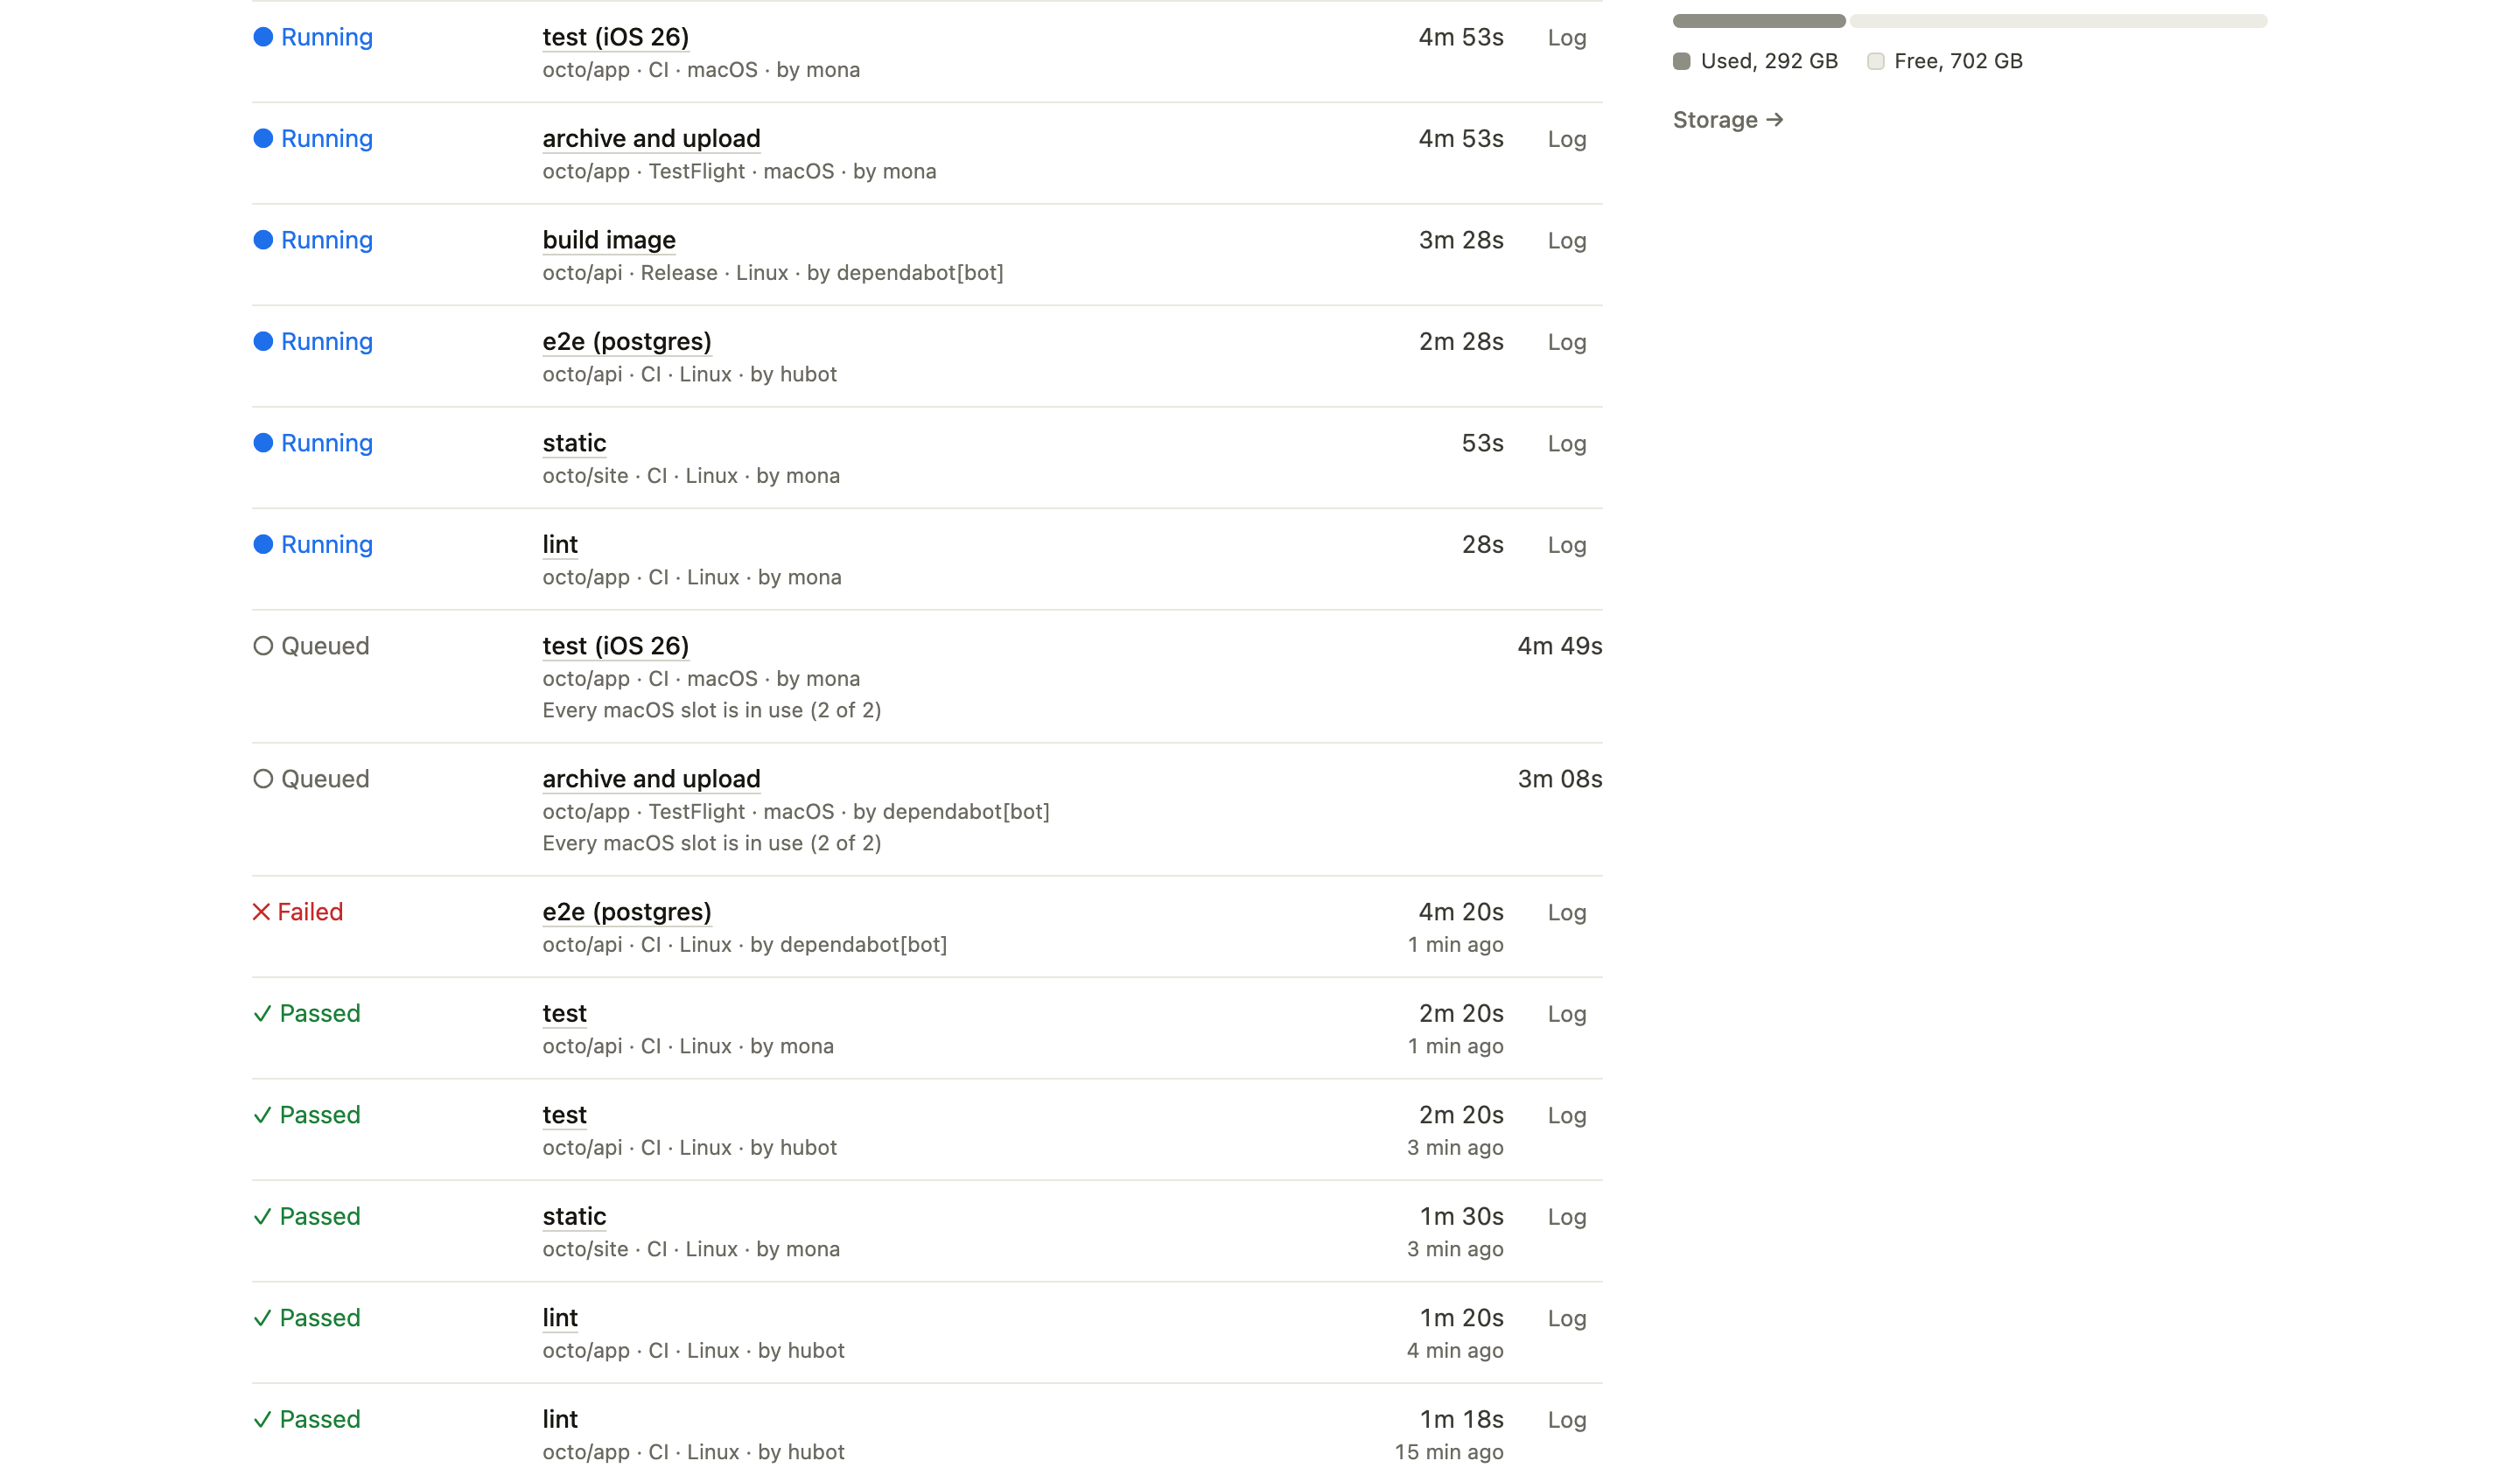 Running test (iOS 26) 4m 53s Log
octo/app · CI · macOS · by mona
Running archive and upload 4m 53s Log
octo/app · TestFlight · macOS · by mona
Running build image 3m 28s Log
octo/api · Release · Linux · by dependabot[bot]
Running e2e (postgres) 2m 28s Log
octo/api · CI · Linux · by hubot
Running static 53s Log
octo/site · CI · Linux · by mona
Running lint 28s Log
octo/app · CI · Linux · by mona
Queued test (iOS 26) 4m 49s
octo/app · CI · macOS · by mona
Every macOS slot is in use (2 of 2)
Queued archive and upload 3m 08s
octo/app · TestFlight · macOS · by dependabot[bot]
Every macOS slot is in use (2 of 2)
Failed e2e (postgres) 4m 20s Log
octo/api · CI · Linux · by dependabot[bot] 1 min ago
Passed test 2m 20s Log
octo/api · CI · Linux · by mona 1 min ago
Passed test 2m 20s Log
octo/api · CI · Linux · by hubot 3 min ago
Passed static 1m 30s Log
octo/site · CI · Linux · by mona 3 min ago
Passed lint 1m 20s Log
octo/app · CI · Linux · by hubot 4 min ago
Passed lint 1m 18s Log
octo/app · CI · Linux · by hubot 15 min ago
Used, 292 GB Free, 702 GB
Storage →